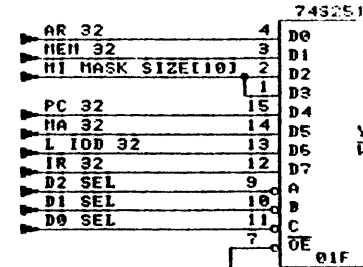 74S251
AR 32 4 D0
MEM 32 3 D1
MI MASK SIZE[10] 2 D2
1 D3
PC 32 15 D4
MA 32 14 D5
L IOD 32 13 D6
IR 32 12 D7
D2 SEL 9 A
D1 SEL 10 B
D0 SEL 11 C
7 OE
01F